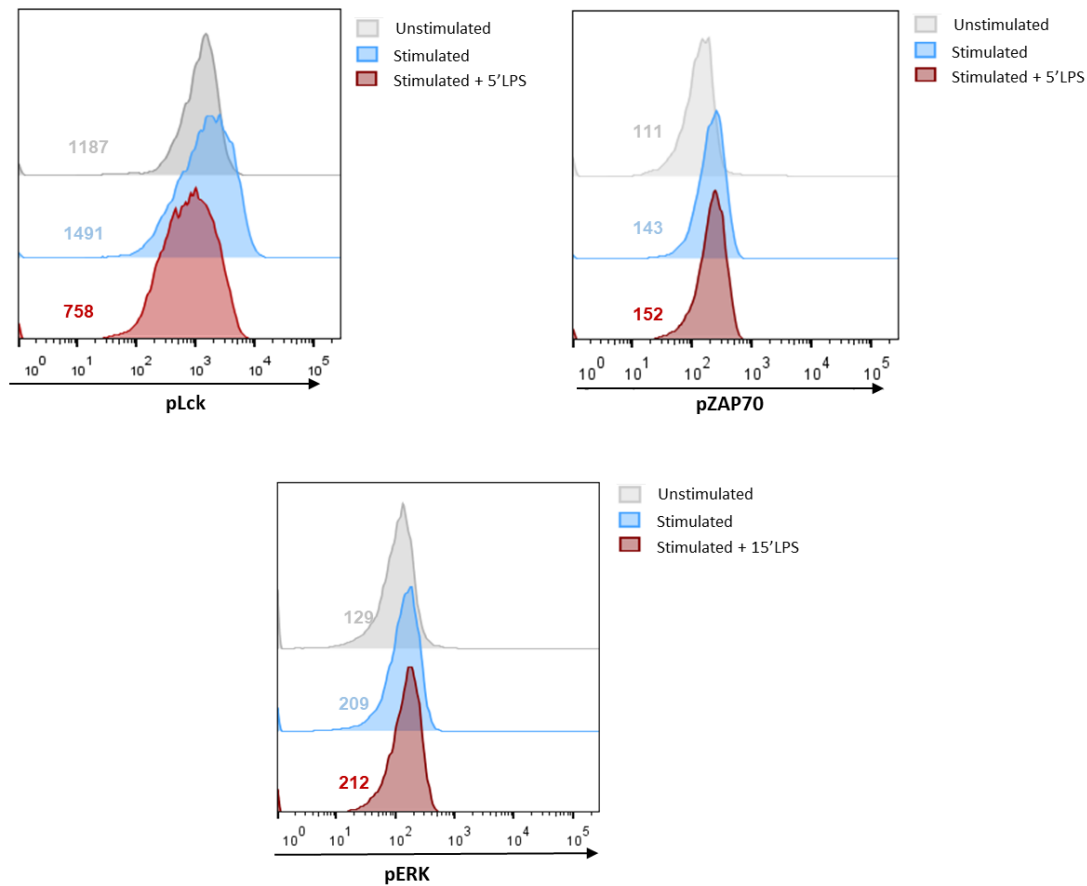 Unstimulated
Stimulated
Stimulated + 5'LPS
1187
1491
758
10^0 10^1 10^2 10^3 10^4 10^5
pLck
Unstimulated
Stimulated
Stimulated + 5'LPS
111
143
152
10^0 10^1 10^2 10^3 10^4 10^5
pZAP70
Unstimulated
Stimulated
Stimulated + 15'LPS
129
209
212
10^0 10^1 10^2 10^3 10^4 10^5
pERK